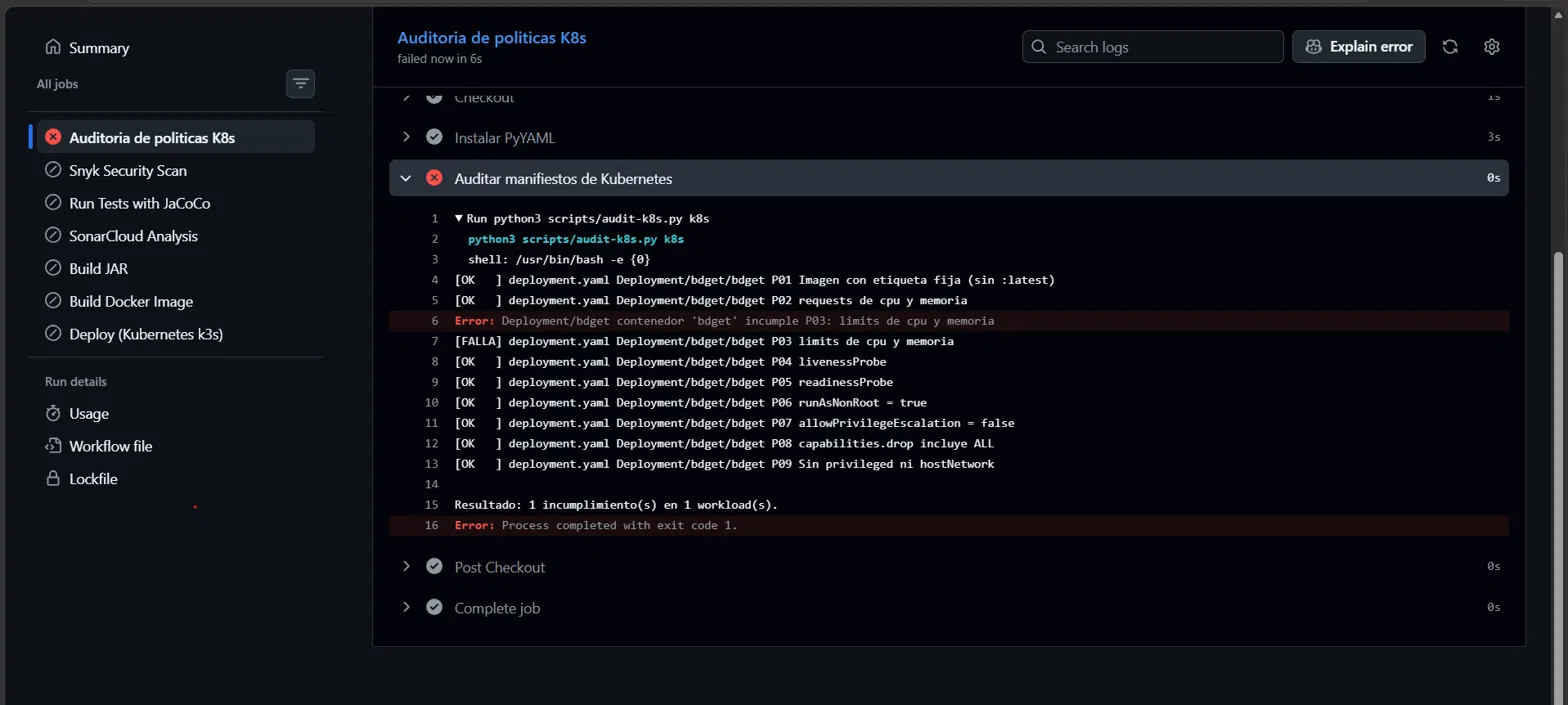 Summary
All jobs
Auditoria de politicas K8s
Snyk Security Scan
Run Tests with JaCoCo
SonarCloud Analysis
Build JAR
Build Docker Image
Deploy (Kubernetes k3s)
Run details
Usage
Workflow file
Lockfile
Auditoria de politicas K8s
failed now in 6s
Search logs
Explain error
Checkout 1s
Instalar PyYAML 3s
Auditar manifiestos de Kubernetes 0s
1 Run python3 scripts/audit-k8s.py k8s
2 python3 scripts/audit-k8s.py k8s
3 shell: /usr/bin/bash -e {0}
4 [OK ] deployment.yaml Deployment/bdget/bdget P01 Imagen con etiqueta fija (sin :latest)
5 [OK ] deployment.yaml Deployment/bdget/bdget P02 requests de cpu y memoria
6 Error: Deployment/bdget contenedor 'bdget' incumple P03: limits de cpu y memoria
7 [FALLA] deployment.yaml Deployment/bdget/bdget P03 limits de cpu y memoria
8 [OK ] deployment.yaml Deployment/bdget/bdget P04 livenessProbe
9 [OK ] deployment.yaml Deployment/bdget/bdget P05 readinessProbe
10 [OK ] deployment.yaml Deployment/bdget/bdget P06 runAsNonRoot = true
11 [OK ] deployment.yaml Deployment/bdget/bdget P07 allowPrivilegeEscalation = false
12 [OK ] deployment.yaml Deployment/bdget/bdget P08 capabilities.drop incluye ALL
13 [OK ] deployment.yaml Deployment/bdget/bdget P09 Sin privileged ni hostNetwork
14
15 Resultado: 1 incumplimiento(s) en 1 workload(s).
16 Error: Process completed with exit code 1.
Post Checkout 0s
Complete job 0s